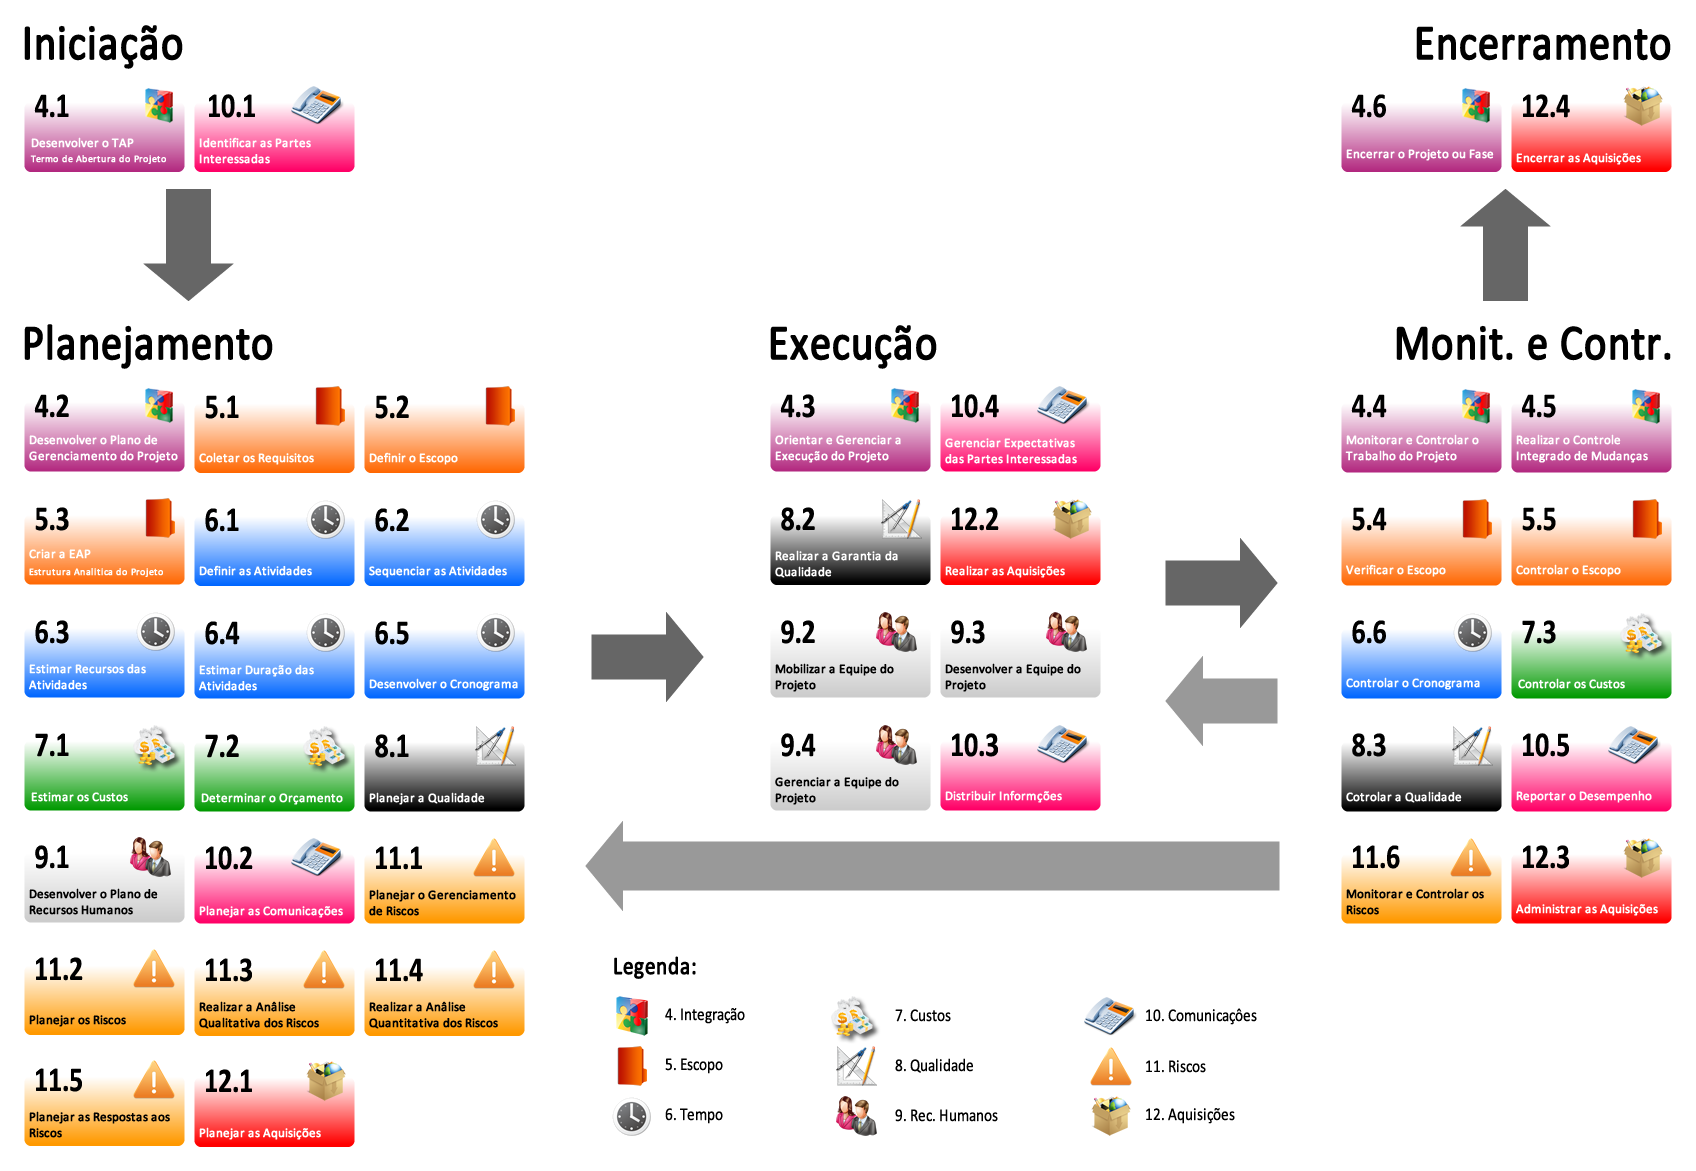 Iniciação
4.1
Desenvolver o TAP
Termo de Abertura do Projeto
10.1
Identificar as Partes
Interessadas
Encerramento
4.6
Encerrar o Projeto ou Fase
12.4
Encerrar as Aquisições
Planejamento
4.2
Desenvolver o Plano de
Gerenciamento do Projeto
5.1
Coletar os Requisitos
5.2
Definir o Escopo
5.3
Criar a EAP
Estrutura Analitica do Projeto
6.1
Definir as Atividades
6.2
Sequenciar as Atividades
6.3
Estimar Recursos das
Atividades
6.4
Estimar Duração das
Atividades
6.5
Desenvolver o Cronograma
7.1
Estimar os Custos
7.2
Determinar o Orçamento
8.1
Planejar a Qualidade
9.1
Desenvolver o Plano de
Recursos Humanos
10.2
Planejar as Comunicações
11.1
Planejar o Gerenciamento
de Riscos
11.2
Planejar os Riscos
11.3
Realizar a Anâlise
Qualitativa dos Riscos
11.4
Realizar a Anâlise
Quantitativa dos Riscos
11.5
Planejar as Respostas aos
Riscos
12.1
Planejar as Aquisições
Execução
4.3
Orientar e Gerenciar a
Execução do Projeto
10.4
Gerenciar Expectativas
das Partes Interessadas
8.2
Realizar a Garantia da
Qualidade
12.2
Realizar as Aquisições
9.2
Mobilizar a Equipe do
Projeto
9.3
Desenvolver a Equipe do
Projeto
9.4
Gerenciar a Equipe do
Projeto
10.3
Distribuir Informções
Monit. e Contr.
4.4
Monitorar e Controlar o
Trabalho do Projeto
4.5
Realizar o Controle
Integrado de Mudanças
5.4
Verificar o Escopo
5.5
Controlar o Escopo
6.6
Controlar o Cronograma
7.3
Controlar os Custos
8.3
Cotrolar a Qualidade
10.5
Reportar o Desempenho
11.6
Monitorar e Controlar os
Riscos
12.3
Administrar as Aquisições
Legenda:
4. Integração
5. Escopo
6. Tempo
7. Custos
8. Qualidade
9. Rec. Humanos
10. Comunicações
11. Riscos
12. Aquisições